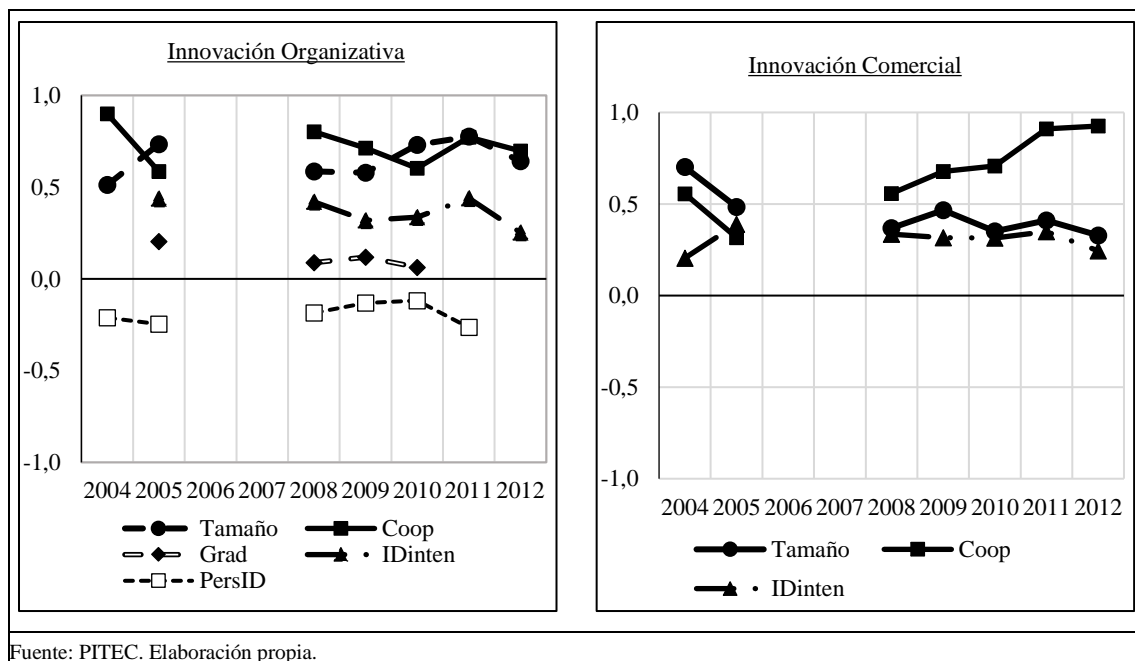 Innovación Organizativa
1,0
0,5
0,0
-0,5
-1,0
2004 2005 2006 2007 2008 2009 2010 2011 2012
Tamaño Coop
Grad IDinten
PersID
Innovación Comercial
1,0
0,5
0,0
-0,5
-1,0
2004 2005 2006 2007 2008 2009 2010 2011 2012
Tamaño Coop
IDinten
Fuente: PITEC. Elaboración propia.